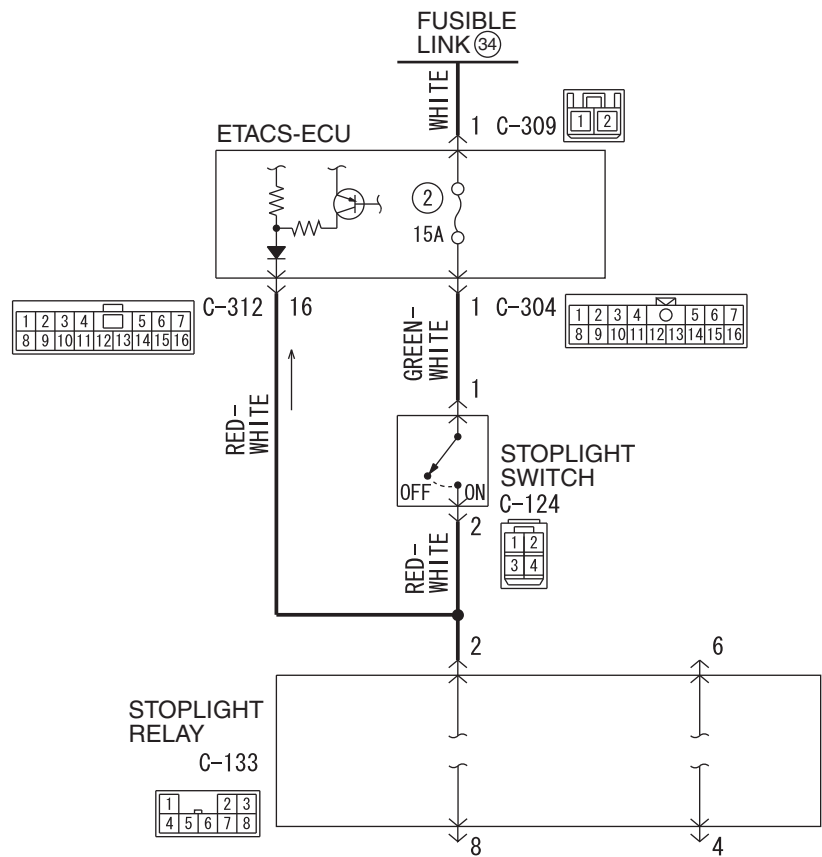 FUSIBLE
LINK 34
WHITE
1 C-309
1 2
ETACS-ECU
2
15A
C-312 16
1 2 3 4 5 6 7
8 9 10 11 12 13 14 15 16
1 C-304
1 2 3 4 5 6 7
8 9 10 11 12 13 14 15 16
GREEN-
WHITE
1
RED-
WHITE
OFF ON
STOPLIGHT
SWITCH
C-124
1 2
3 4
2
RED-
WHITE
2
6
STOPLIGHT
RELAY
C-133
1 2 3
4 5 6 7 8
8
4